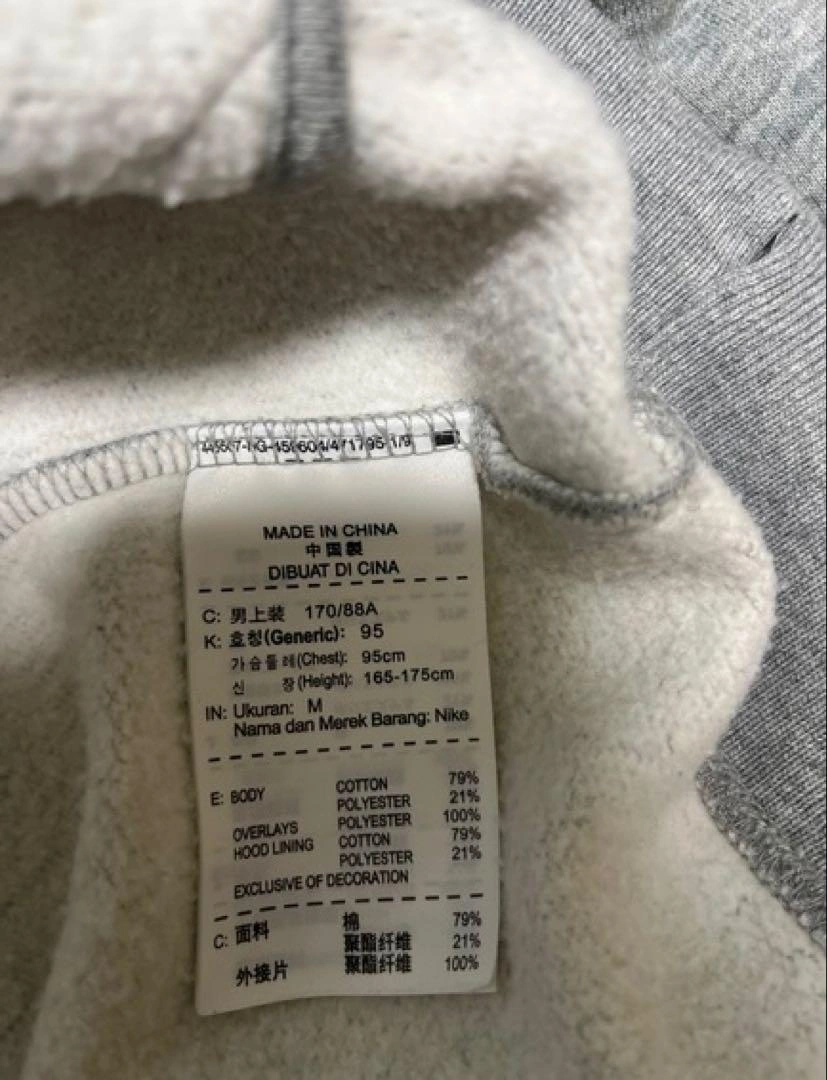 MADE IN CHINA
中国製
DIBUAT DI CINA
C: 男上装 170/88A
K: 호칭(Generic): 95
가슴둘레(Chest): 95cm
신 장(Height): 165-175cm
IN: Ukuran: M
Nama dan Merek Barang: Nike
E: BODY COTTON 79%
POLYESTER 21%
OVERLAYS POLYESTER 100%
HOOD LINING COTTON 79%
POLYESTER 21%
EXCLUSIVE OF DECORATION
C: 面料 棉 79%
聚酯纤维 21%
外接片 聚酯纤维 100%